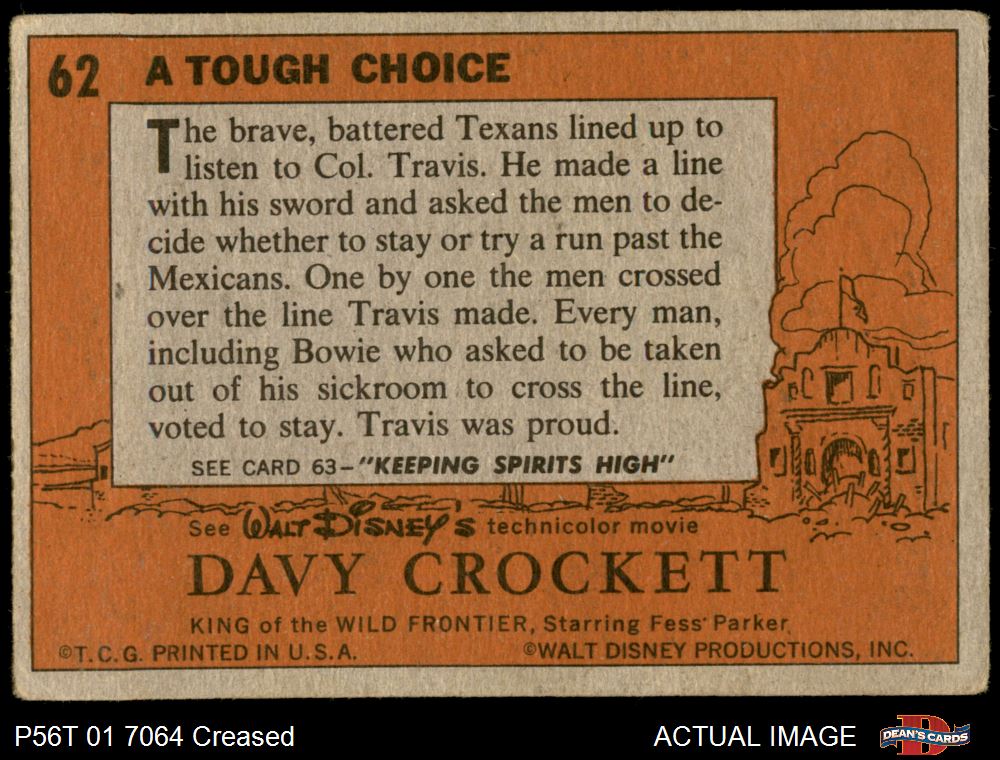 62 A TOUGH CHOICE
The brave, battered Texans lined up to
listen to Col. Travis. He made a line
with his sword and asked the men to de-
cide whether to stay or try a run past the
Mexicans. One by one the men crossed
over the line Travis made. Every man,
including Bowie who asked to be taken
out of his sickroom to cross the line,
voted to stay. Travis was proud.
SEE CARD 63-"KEEPING SPIRITS HIGH"
See WALT DISNEY'S technicolor movie
DAVY CROCKETT
KING of the WILD FRONTIER, Starring Fess Parker
©T.C.G. PRINTED IN U.S.A. ©WALT DISNEY PRODUCTIONS, INC.
P56T 01 7064 Creased ACTUAL IMAGE D DEAN'S CARDS